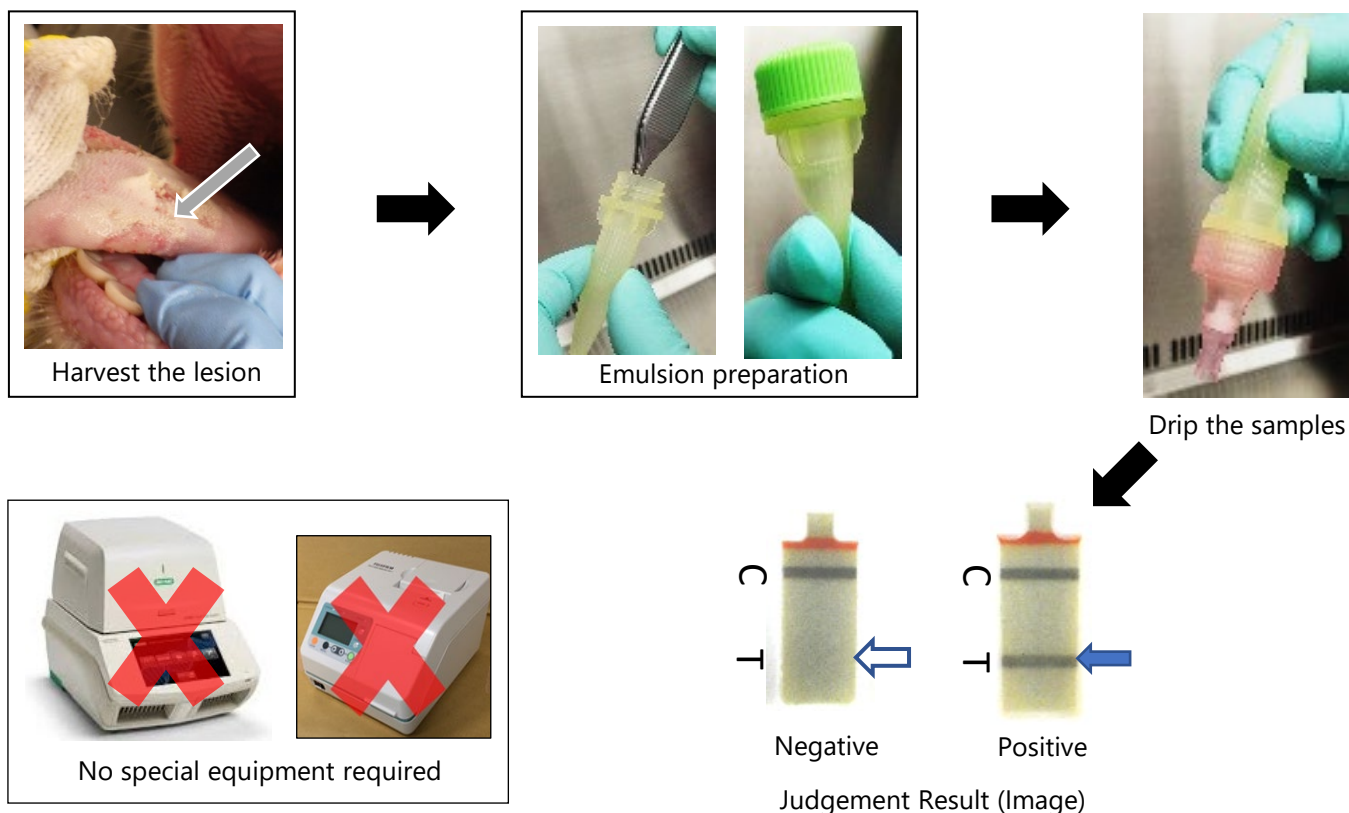 Harvest the lesion
Emulsion preparation
Drip the samples
No special equipment required
C
T
C
T
Negative
Positive
Judgement Result (Image)